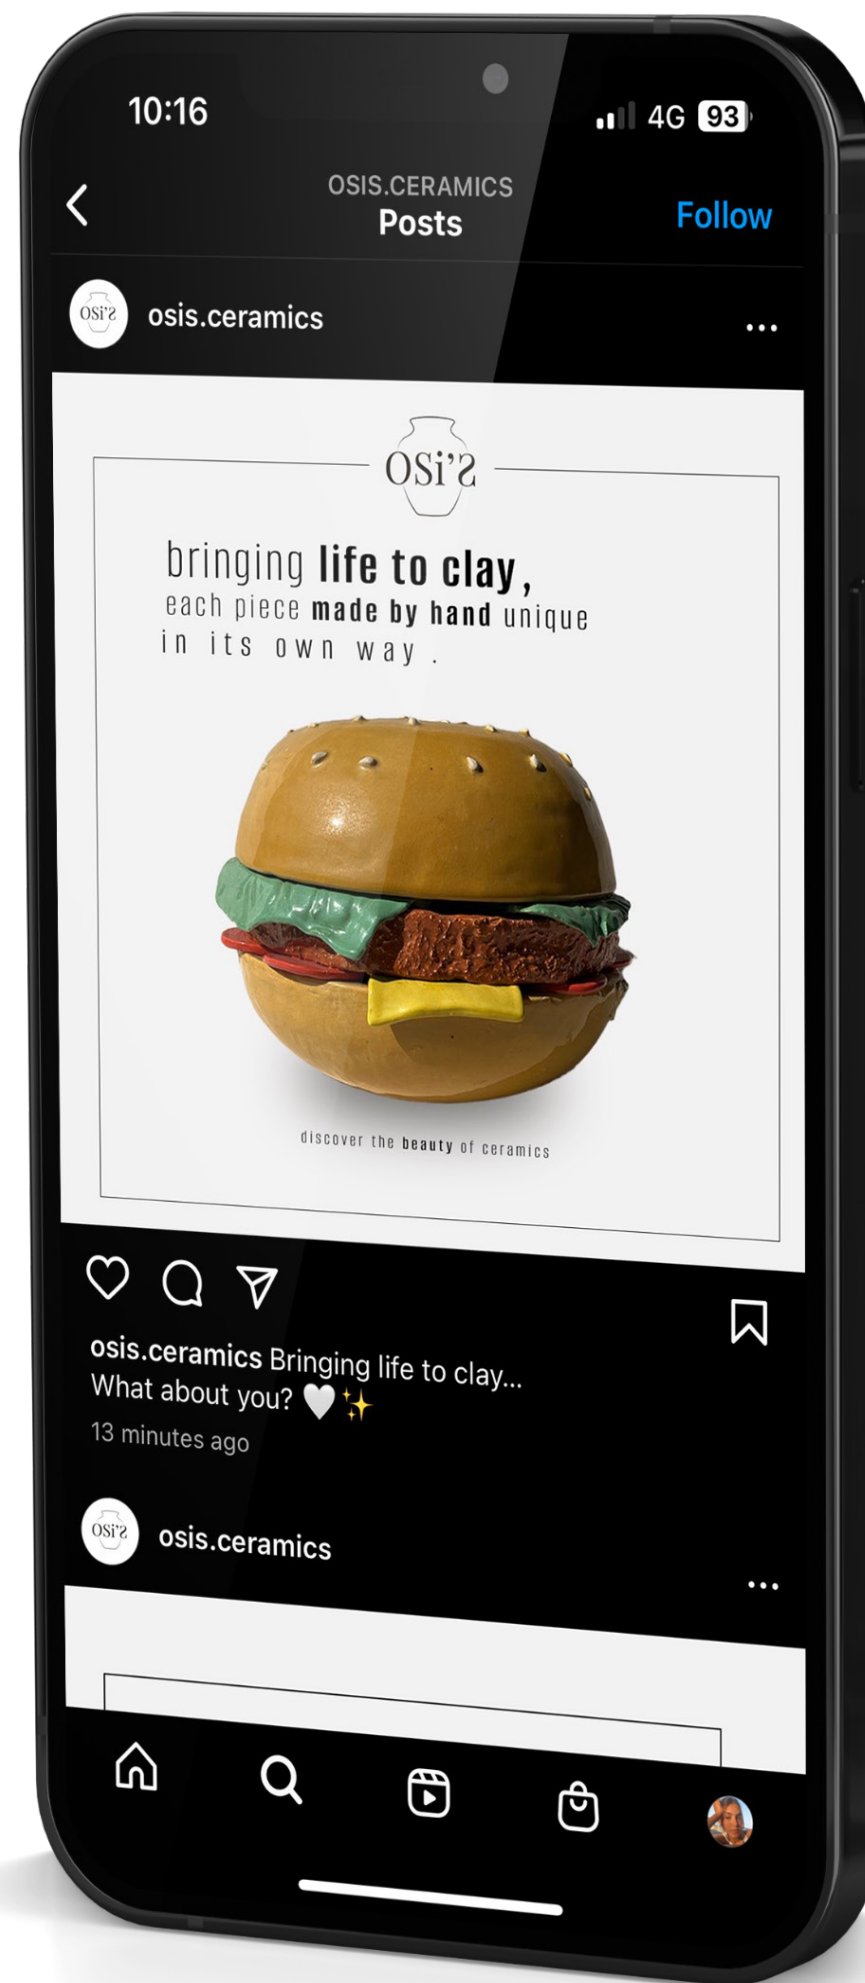 10:16
4G 93
OSIS.CERAMICS
Posts
Follow
OSi'S
osis.ceramics
OSi'S
bringing life to clay,
each piece made by hand unique
in its own way .
discover the beauty of ceramics
osis.ceramics Bringing life to clay...
What about you? 🤍✨
13 minutes ago
OSi'S
osis.ceramics